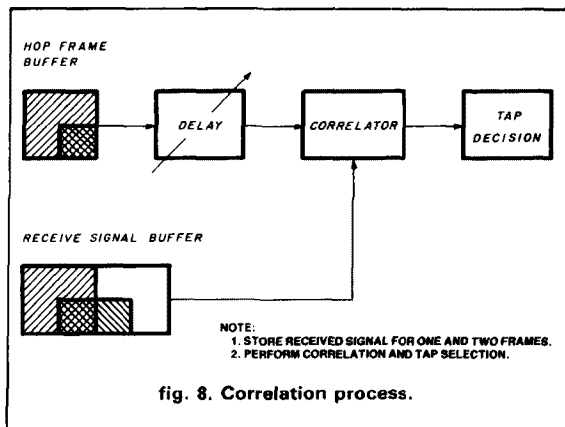 HOP FRAME
BUFFER
DELAY
CORRELATOR
TAP
DECISION
RECEIVE SIGNAL BUFFER
NOTE:
1. STORE RECEIVED SIGNAL FOR ONE AND TWO FRAMES.
2. PERFORM CORRELATION AND TAP SELECTION.
fig. 8. Correlation process.